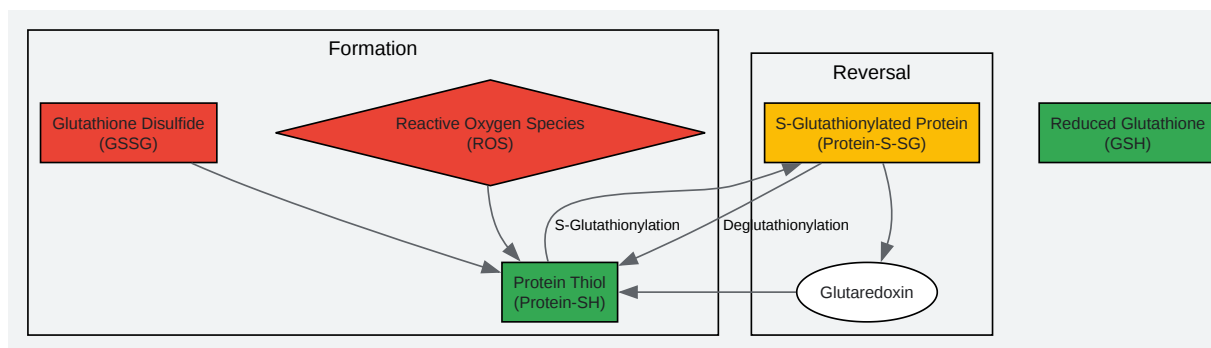 Formation
Reversal
Glutathione Disulfide
(GSSG)
Reactive Oxygen Species
(ROS)
S-Glutathionylated Protein
(Protein-S-SG)
Reduced Glutathione
(GSH)
S-Glutathionylation
Deglutathionylation
Protein Thiol
(Protein-SH)
Glutaredoxin